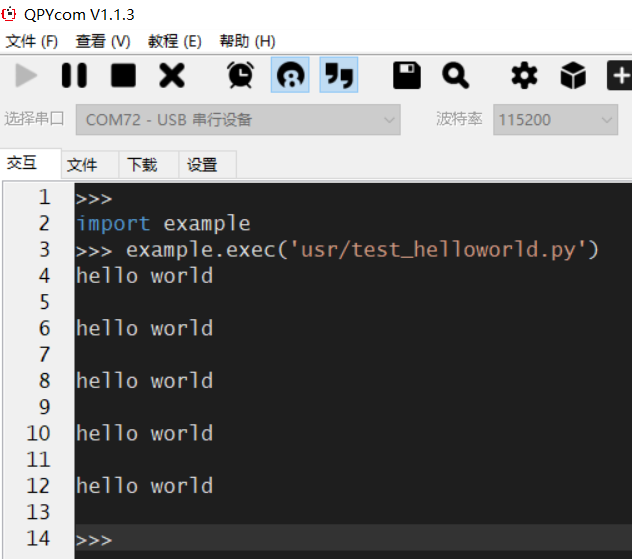 QPYcom V1.1.3
文件 (F) 查看 (V) 教程 (E) 帮助 (H)
选择串口 COM72 - USB 串行设备 波特率 115200
交互 文件 下载 设置
1 >>>
2 import example
3 >>> example.exec('usr/test_helloworld.py')
4 hello world
5
6 hello world
7
8 hello world
9
10 hello world
11
12 hello world
13
14 >>>